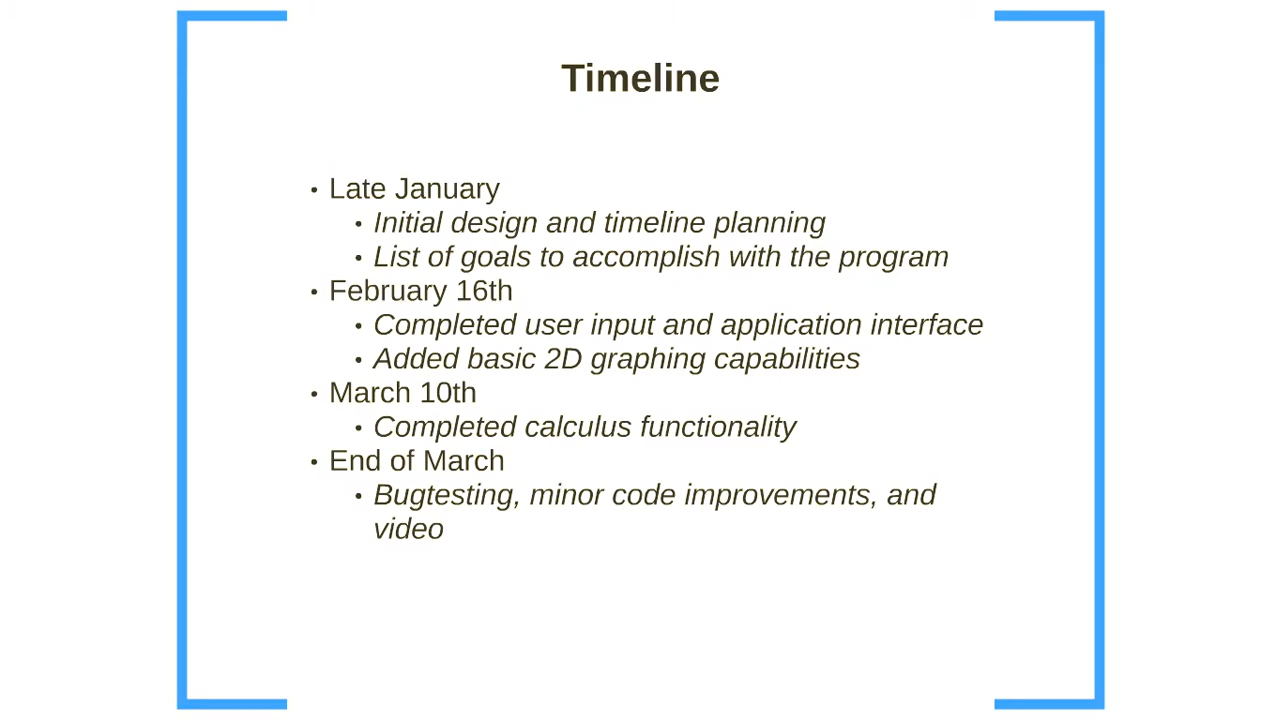 Timeline
• Late January
• Initial design and timeline planning
• List of goals to accomplish with the program
• February 16th
• Completed user input and application interface
• Added basic 2D graphing capabilities
• March 10th
• Completed calculus functionality
• End of March
• Bugtesting, minor code improvements, and
video